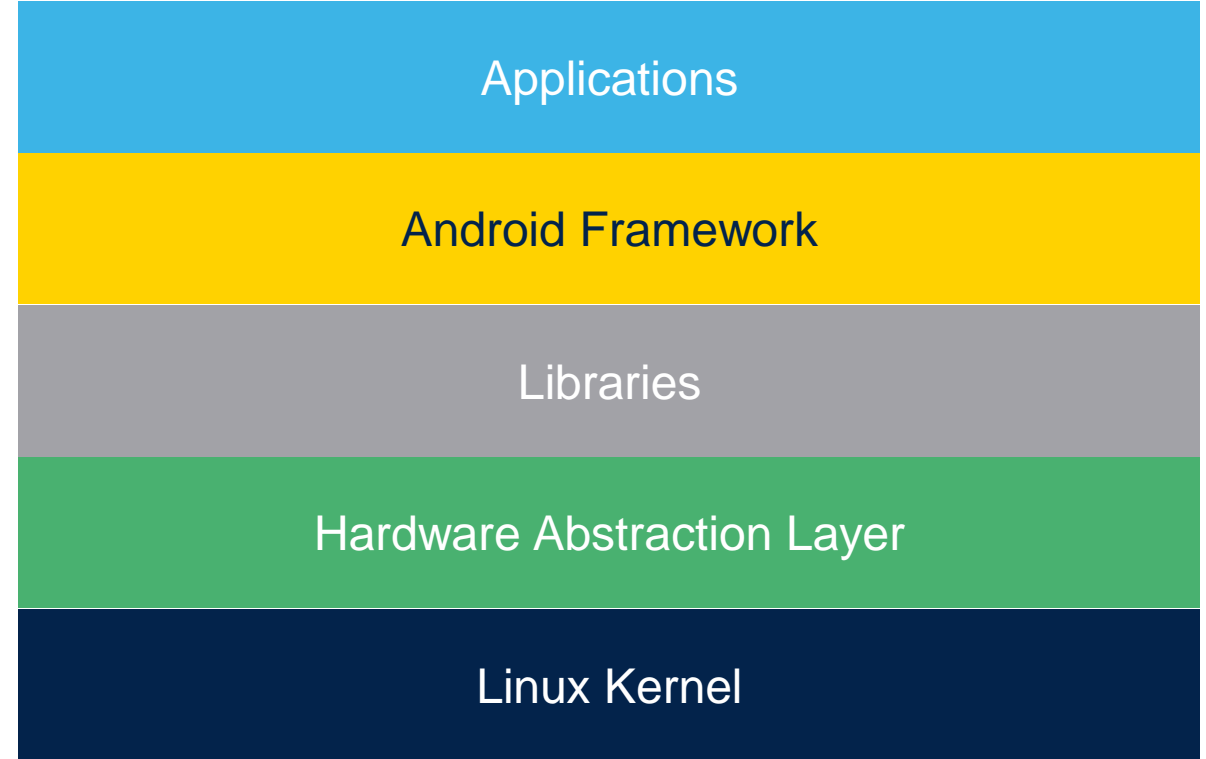 Applications
Android Framework
Libraries
Hardware Abstraction Layer
Linux Kernel